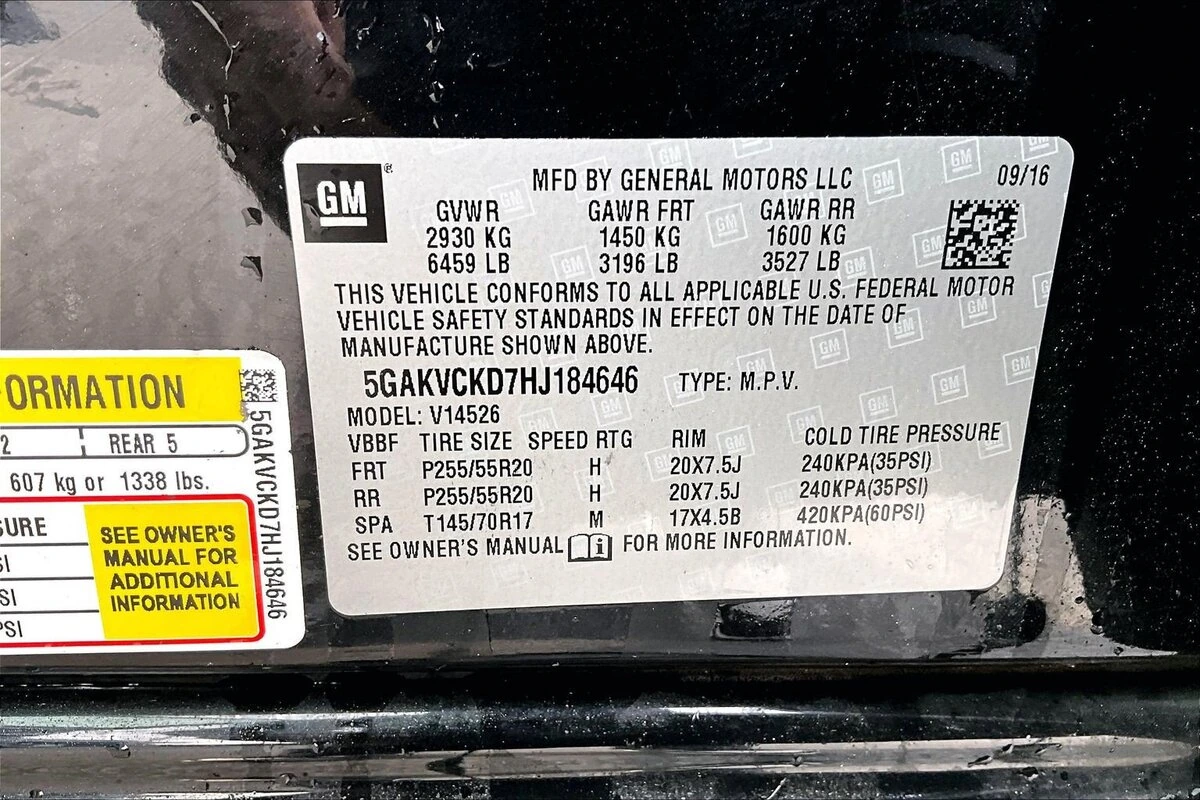 GM
MFD BY GENERAL MOTORS LLC 09/16
GVWR GAWR FRT GAWR RR
2930 KG 1450 KG 1600 KG
6459 LB 3196 LB 3527 LB
THIS VEHICLE CONFORMS TO ALL APPLICABLE U.S. FEDERAL MOTOR
VEHICLE SAFETY STANDARDS IN EFFECT ON THE DATE OF
MANUFACTURE SHOWN ABOVE.
5GAKVCKD7HJ184646 TYPE: M.P.V.
MODEL: V14526
VBBF TIRE SIZE SPEED RTG RIM COLD TIRE PRESSURE
FRT P255/55R20 H 20X7.5J 240KPA(35PSI)
RR P255/55R20 H 20X7.5J 240KPA(35PSI)
SPA T145/70R17 M 17X4.5B 420KPA(60PSI)
SEE OWNER'S MANUAL FOR MORE INFORMATION.
ORMATION
2 REAR 5
607 kg or 1338 lbs.
SURE
SI
SI
PSI
SEE OWNER'S
MANUAL FOR
ADDITIONAL
INFORMATION
5GAKVCKD7HJ184646